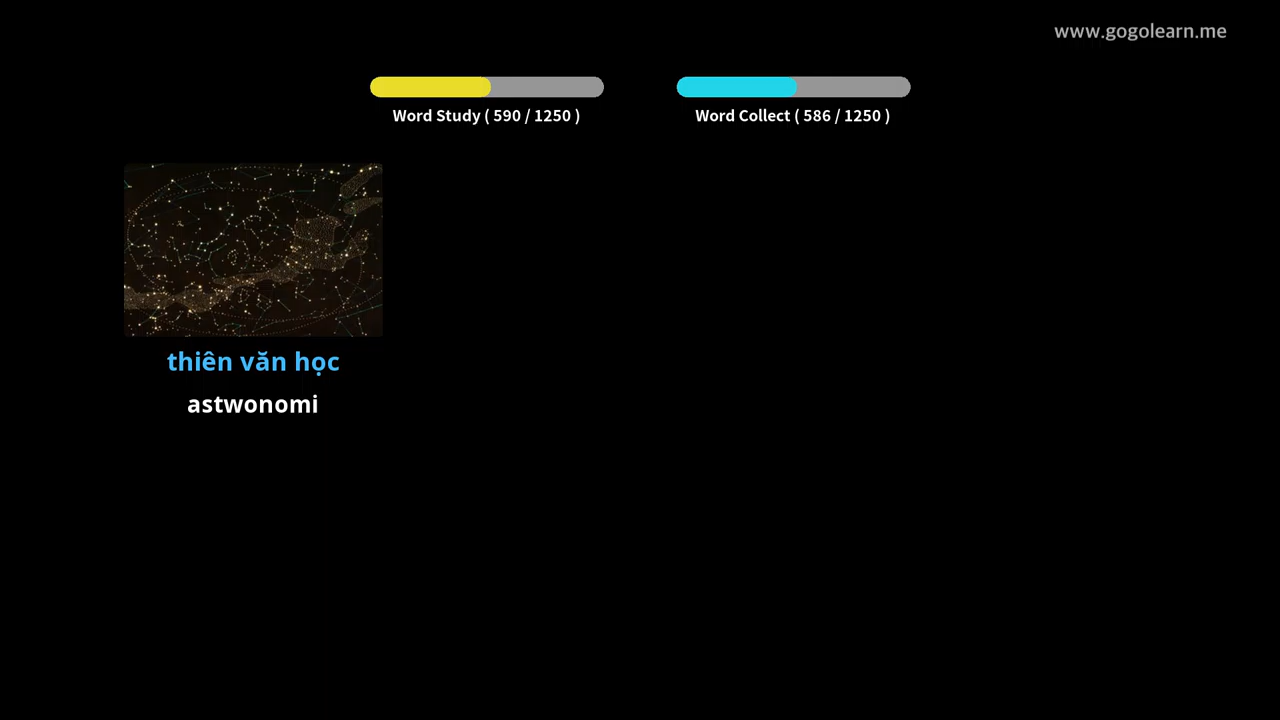 www.gogolearn.me
Word Study ( 590 / 1250 )
Word Collect ( 586 / 1250 )
thiên văn học
astwonomi